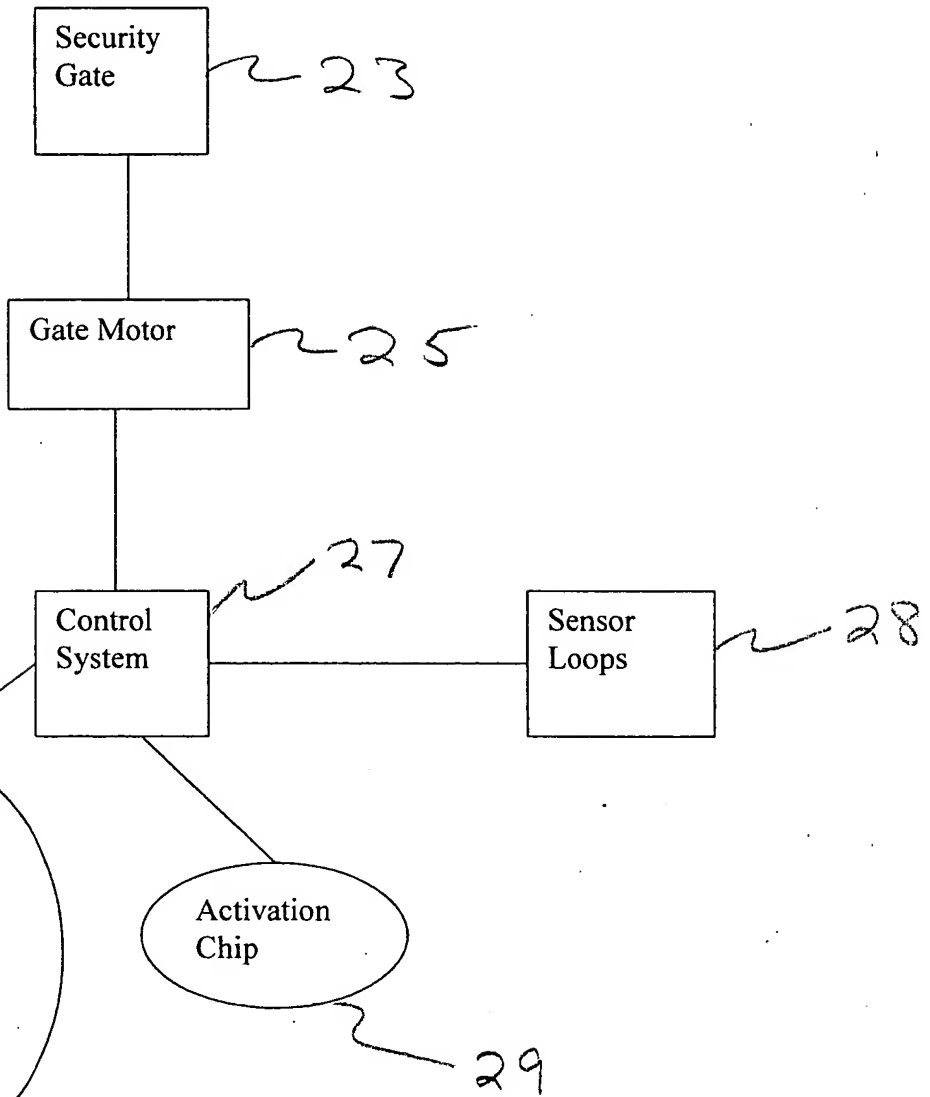 Security
Gate
23
Gate Motor
25
27
Control
System
Sensor
Loops
28
Activation
Chip
29